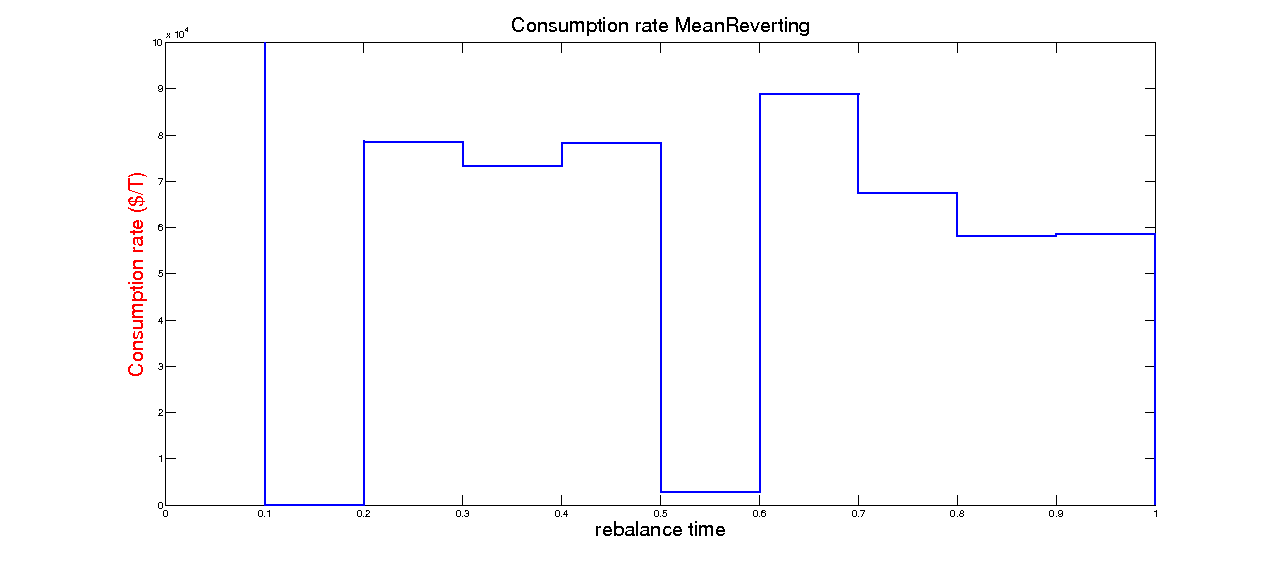 Consumption rate MeanReverting
x 10⁴
10
9
8
7
6
5
4
3
2
1
0
Consumption rate ($/T)
0 0.1 0.2 0.3 0.4 0.5 0.6 0.7 0.8 0.9 1
rebalance time